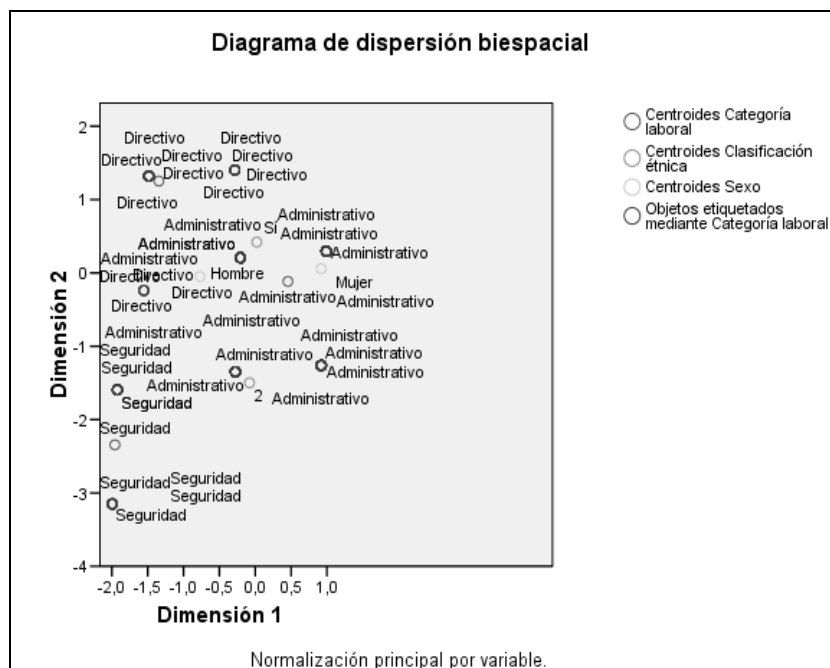 Diagrama de dispersión biespacial
Centroides Categoría
laboral
Centroides Clasificación
étnica
Centroides Sexo
Objetos etiquetados
mediante Categoría laboral
Dimensión 2
2
1
0
-1
-2
-3
-4
Directivo Directivo
Directivo Directivo Directivo
Directivo Directivo
Directivo Directivo
Administrativo
Administrativo Sí Administrativo
Administrativo Administrativo
Administrativo
Directivo Directivo Hombre Mujer
Directivo Directivo Administrativo Administrativo
Administrativo Administrativo Administrativo
Seguridad Administrativo Administrativo
Seguridad Administrativo
Administrativo
Seguridad 2 Administrativo
Seguridad
Seguridad Seguridad
Seguridad
Seguridad
-2,0 -1,5 -1,0 -0,5 0,0 0,5 1,0
Dimensión 1
Normalización principal por variable.